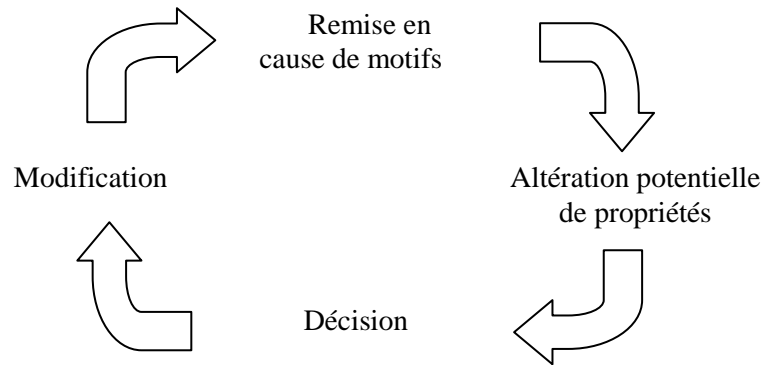 Remise en
cause de motifs
Modification
Altération potentielle
de propriétés
Décision